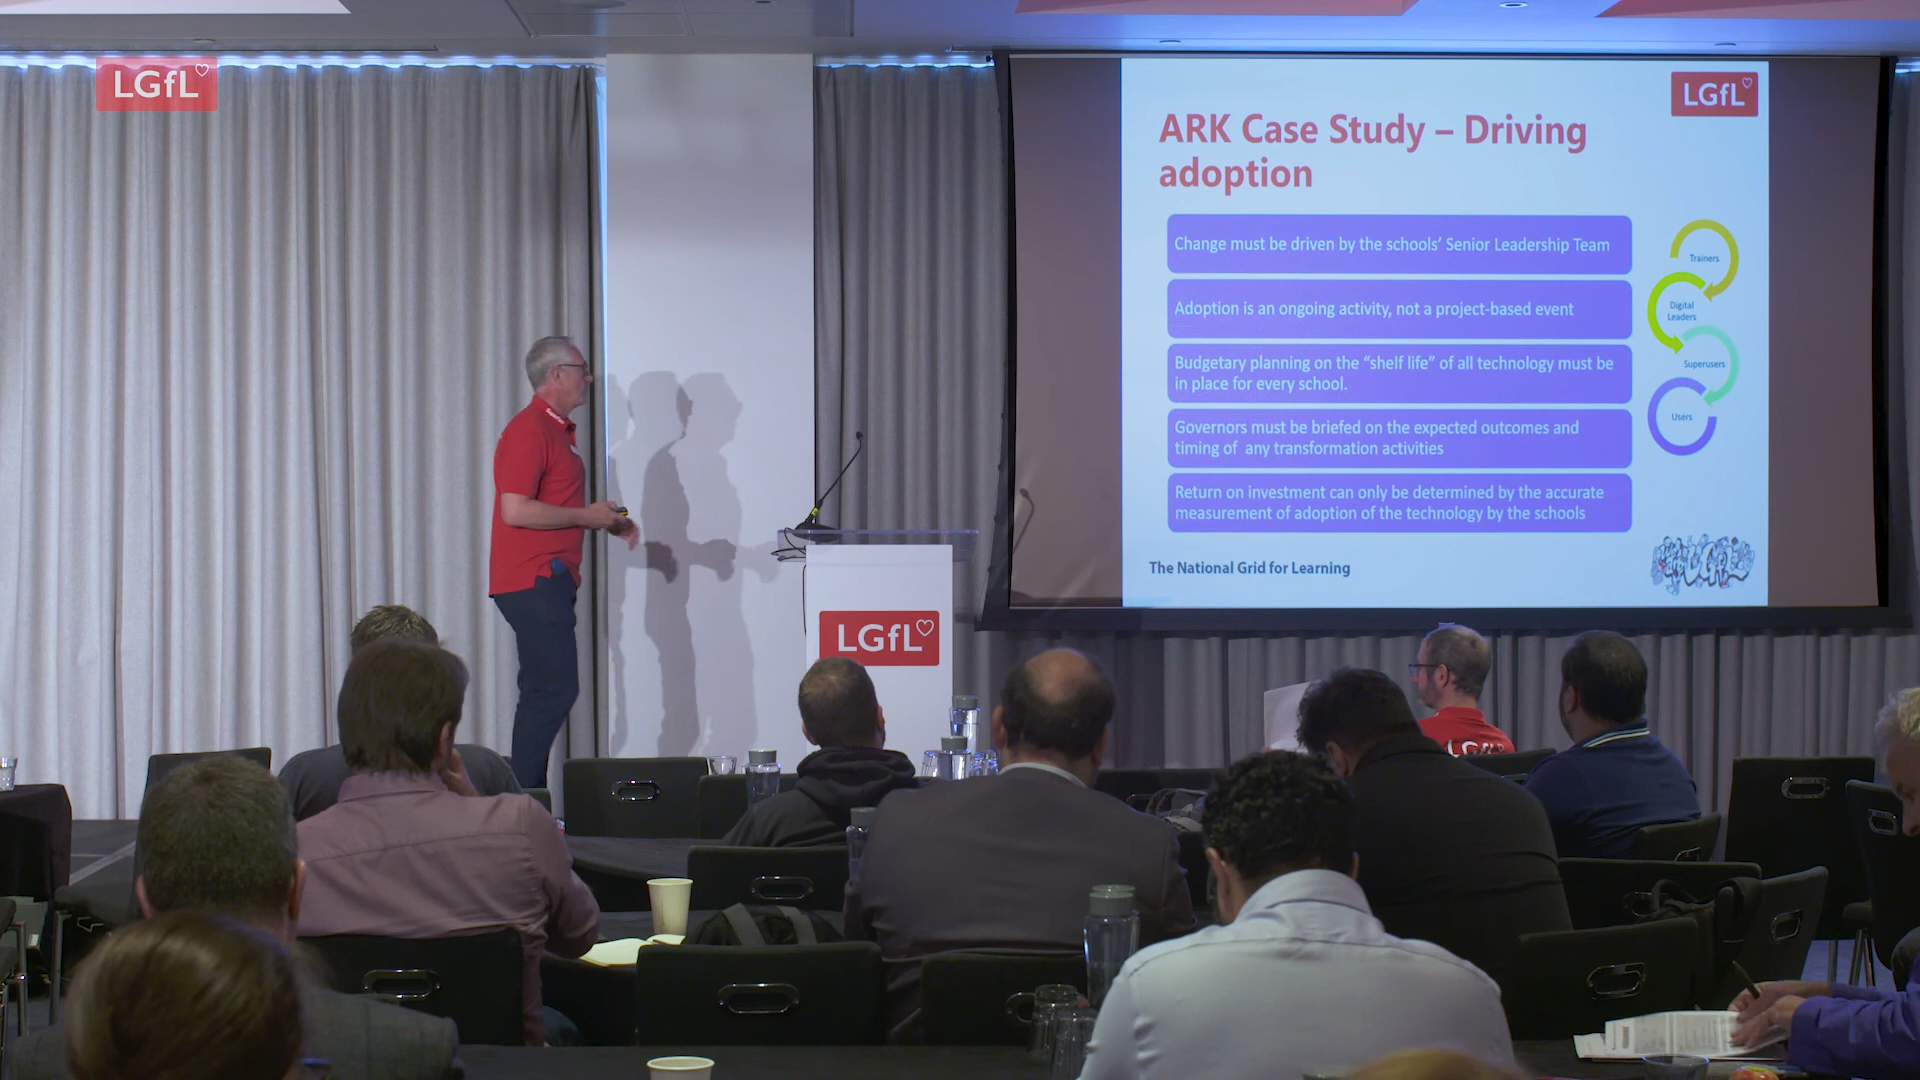 LGfL
LGfL
ARK Case Study – Driving
adoption
Change must be driven by the schools' Senior Leadership Team
Adoption is an ongoing activity, not a project-based event
Budgetary planning on the “shelf life” of all technology must be
in place for every school.
Governors must be briefed on the expected outcomes and
timing of any transformation activities
Return on investment can only be determined by the accurate
measurement of adoption of the technology by the schools
Trainers
Digital
Leaders
Superusers
Users
The National Grid for Learning
LGfL
LGfL